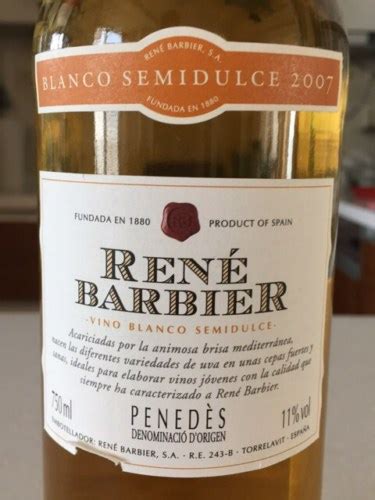 RENÉ BARBIER, S.A.
BLANCO SEMIDULCE 2007
FUNDADA EN 1880
FUNDADA EN 1880 PRODUCT OF SPAIN
RENÉ
BARBIER
·VINO BLANCO SEMIDULCE·
Acariciadas por la animosa brisa mediterránea,
nacen las diferentes variedades de uva en unas cepas fuertes y
sanas, ideales para elaborar vinos jóvenes con la calidad que
siempre ha caracterizado a René Barbier.
750 ml
PENEDÈS
DENOMINACIÓ D'ORIGEN
11% vol
EMBOTELLADOR: RENÉ BARBIER, S.A. - R.E. 243-B - TORRELAVIT - ESPAÑA